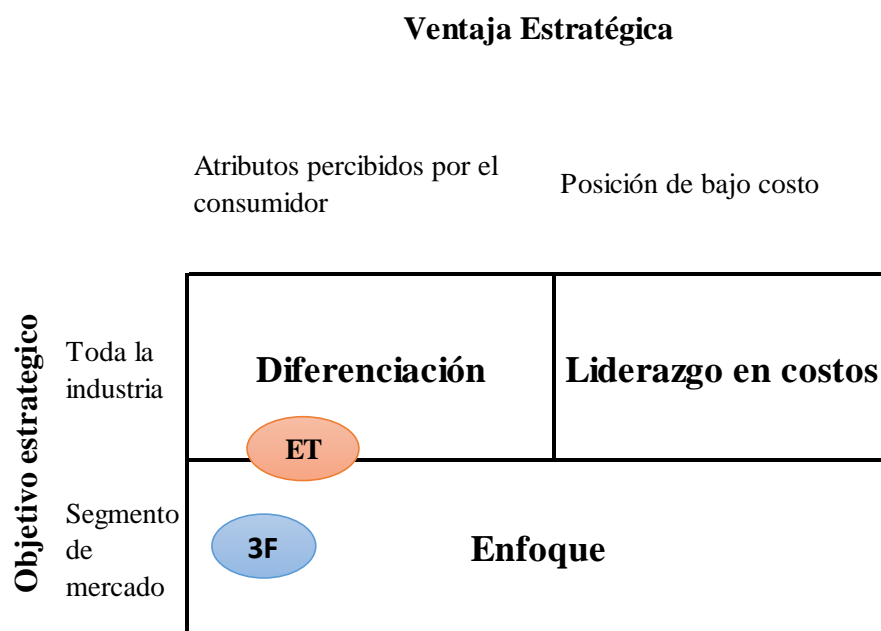 Ventaja Estratégica
Atributos percibidos por el
consumidor
Posición de bajo costo
Objetivo estrategico
Toda la
industria
Diferenciación
Liderazgo en costos
ET
Segmento
de
mercado
3F
Enfoque